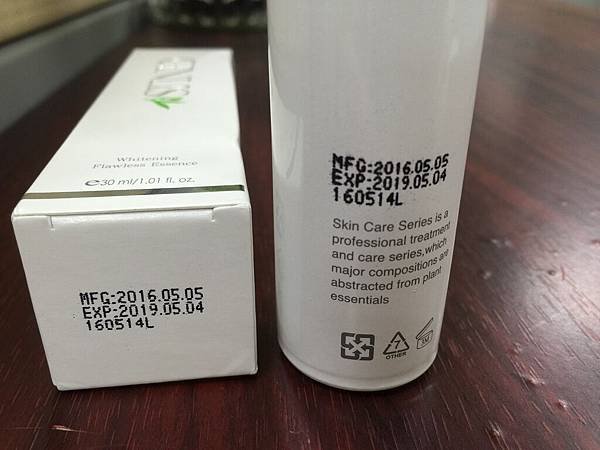 Whitening
Flawless Essence
e30 ml/1.01 fl. oz.
MFG:2016.05.05
EXP:2019.05.04
160514L
MFG:2016.05.05
EXP:2019.05.04
160514L
Skin Care Series is a
professional treatment
and care series,which
major compositions are
abstracted from plant
essentials
7
OTHER